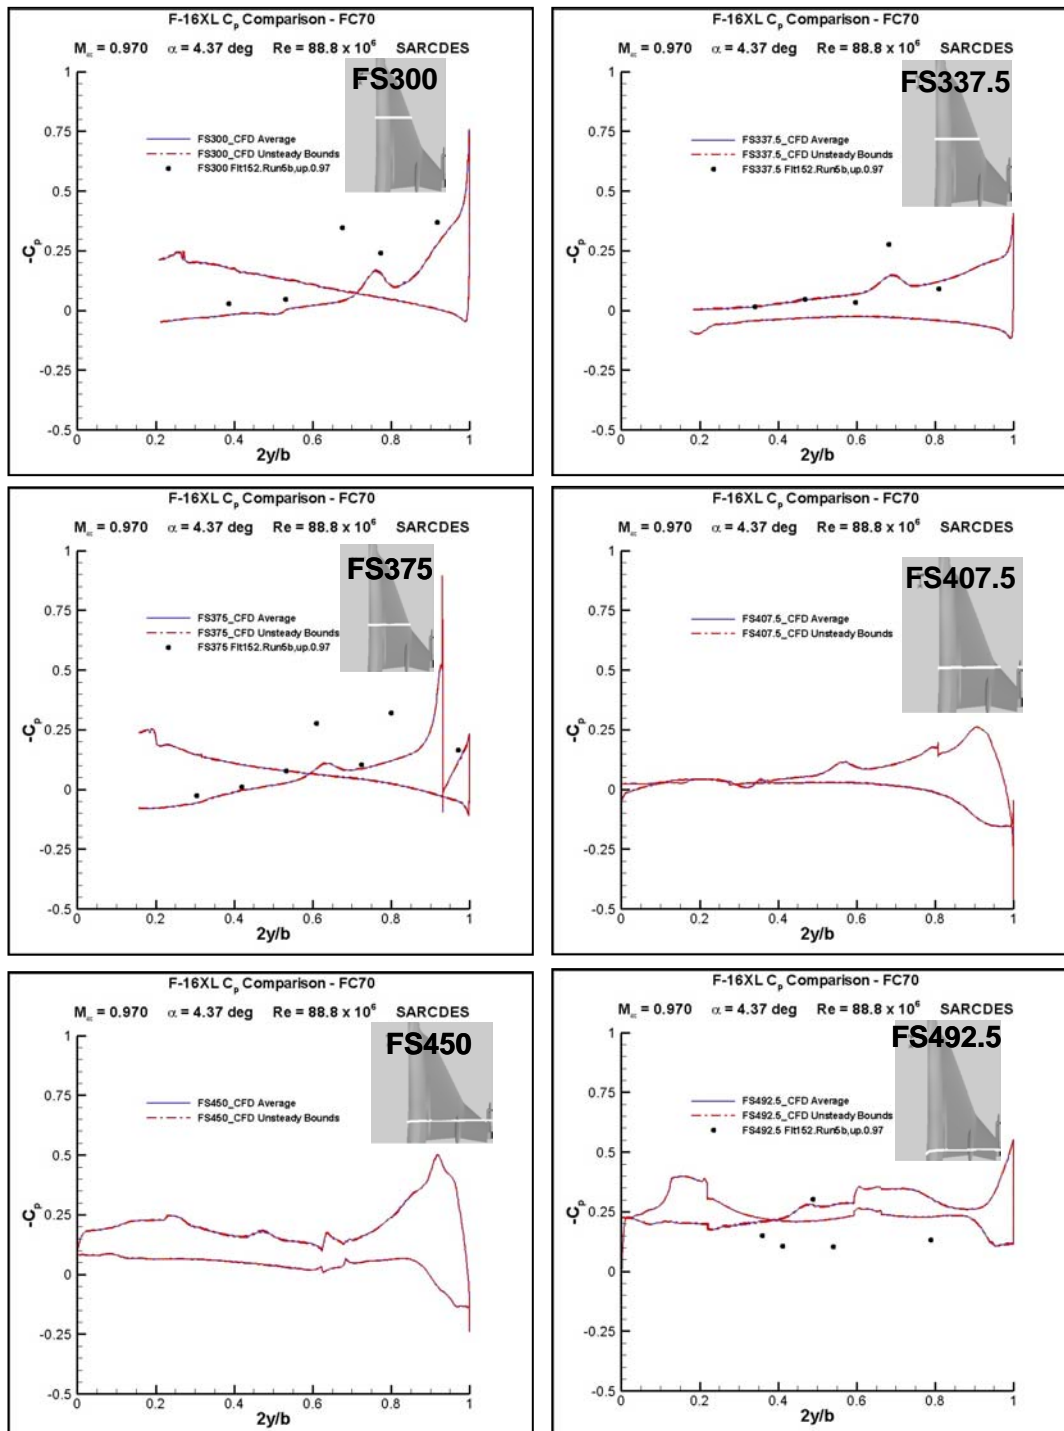 F-16XL Cp Comparison - FC70
M∞ = 0.970 α = 4.37 deg Re = 88.8 x 10⁶ SARCDES
FS300
FS300_CFD Average
FS300_CFD Unsteady Bounds
FS300 Flt152.Run5b,up.0.97
1
0.75
0.5
0.25
0
-0.25
-0.5
-Cp
0 0.2 0.4 0.6 0.8 1
2y/b
F-16XL Cp Comparison - FC70
M∞ = 0.970 α = 4.37 deg Re = 88.8 x 10⁶ SARCDES
FS337.5
FS337.5_CFD Average
FS337.5_CFD Unsteady Bounds
FS337.5 Flt152.Run5b,up.0.97
1
0.75
0.5
0.25
0
-0.25
-0.5
-Cp
0 0.2 0.4 0.6 0.8 1
2y/b
F-16XL Cp Comparison - FC70
M∞ = 0.970 α = 4.37 deg Re = 88.8 x 10⁶ SARCDES
FS375
FS375_CFD Average
FS375_CFD Unsteady Bounds
FS375 Flt152.Run5b,up.0.97
1
0.75
0.5
0.25
0
-0.25
-0.5
-Cp
0 0.2 0.4 0.6 0.8 1
2y/b
F-16XL Cp Comparison - FC70
M∞ = 0.970 α = 4.37 deg Re = 88.8 x 10⁶ SARCDES
FS407.5
FS407.5_CFD Average
FS407.5_CFD Unsteady Bounds
1
0.75
0.5
0.25
0
-0.25
-0.5
-Cp
0 0.2 0.4 0.6 0.8 1
2y/b
F-16XL Cp Comparison - FC70
M∞ = 0.970 α = 4.37 deg Re = 88.8 x 10⁶ SARCDES
FS450
FS450_CFD Average
FS450_CFD Unsteady Bounds
1
0.75
0.5
0.25
0
-0.25
-0.5
-Cp
0 0.2 0.4 0.6 0.8 1
2y/b
F-16XL Cp Comparison - FC70
M∞ = 0.970 α = 4.37 deg Re = 88.8 x 10⁶ SARCDES
FS492.5
FS492.5_CFD Average
FS492.5_CFD Unsteady Bounds
FS492.5 Flt152.Run5b,up.0.97
1
0.75
0.5
0.25
0
-0.25
-0.5
-Cp
0 0.2 0.4 0.6 0.8 1
2y/b